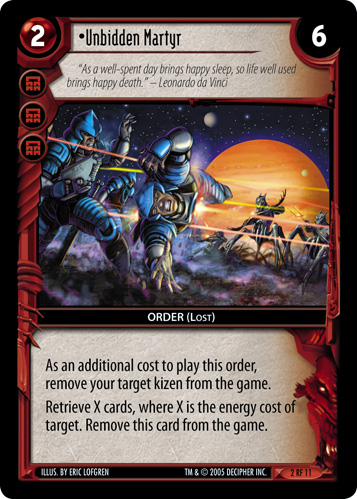 2
•Unbidden Martyr
6
"As a well-spent day brings happy sleep, so life well used
brings happy death." – Leonardo da Vinci
ORDER (LOST)
As an additional cost to play this order,
remove your target kizen from the game.
Retrieve X cards, where X is the energy cost of
target. Remove this card from the game.
ILLUS. BY ERIC LOFGREN
TM & © 2005 DECIPHER INC.
2 RF 11